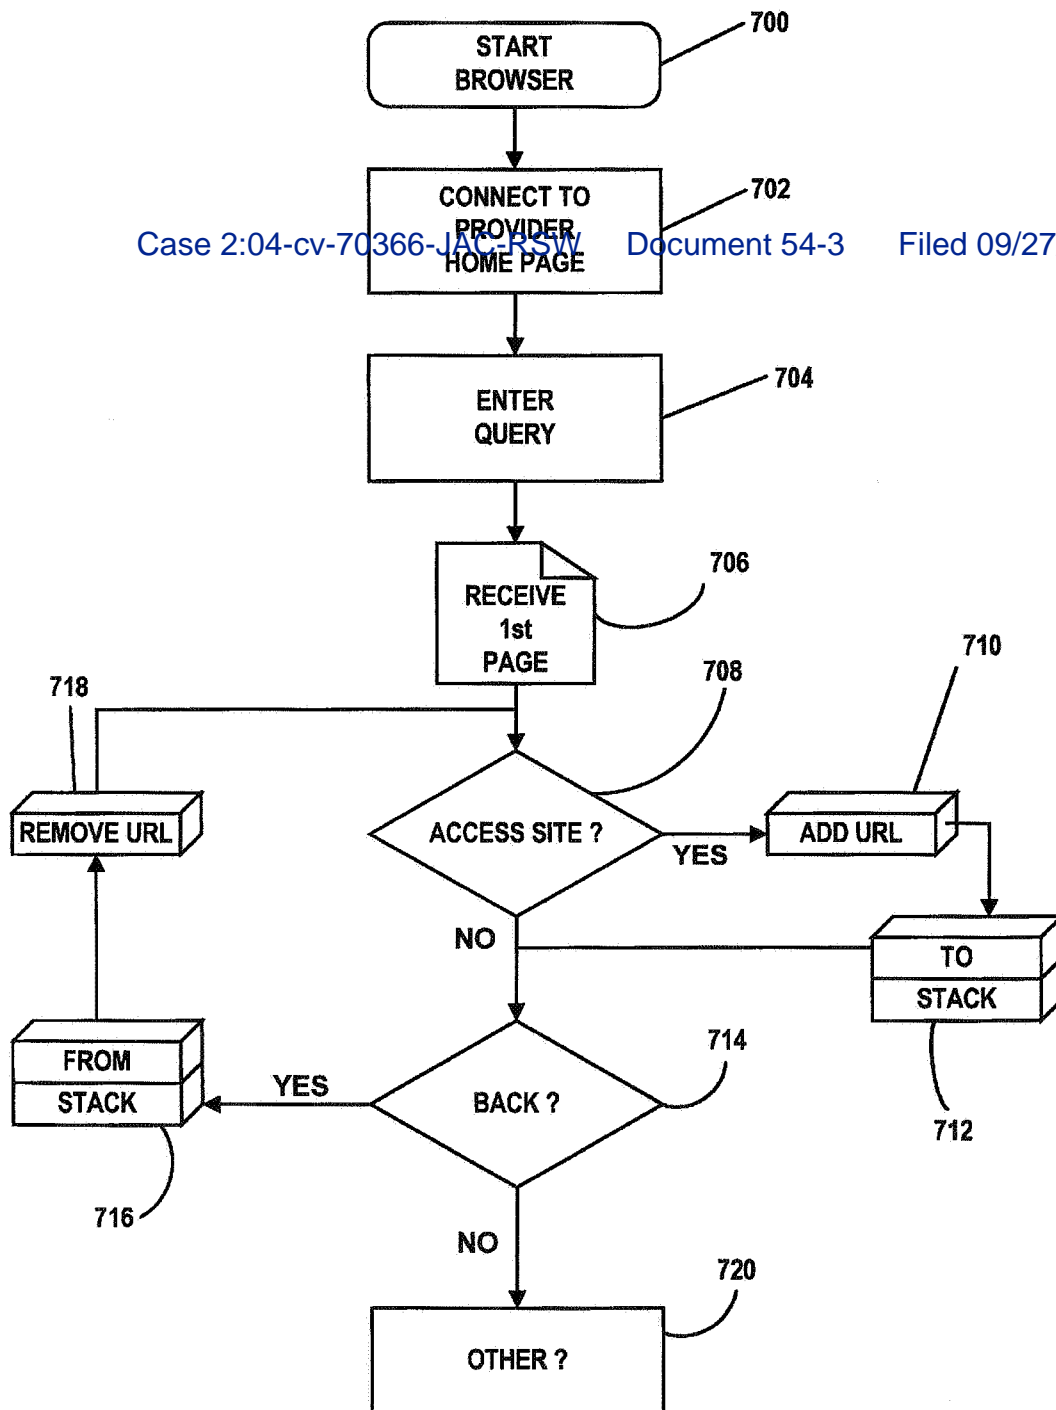 START
BROWSER
700
CONNECT TO
PROVIDER
HOME PAGE
702
Case 2:04-cv-70366-JAC-RSW Document 54-3 Filed 09/27
ENTER
QUERY
704
RECEIVE
1st
PAGE
706
708
710
718
REMOVE URL
ACCESS SITE ?
YES
ADD URL
NO
TO
STACK
712
FROM
STACK
716
YES
BACK ?
714
NO
OTHER ?
720